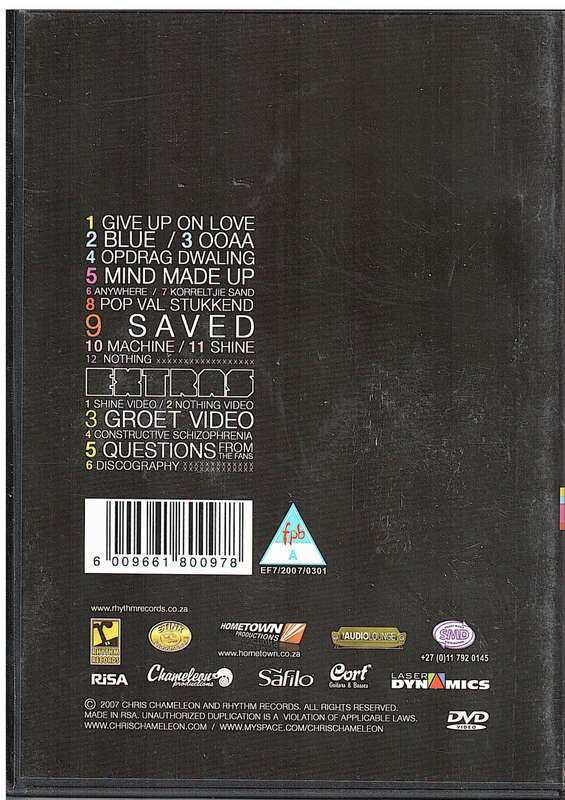 1 GIVE UP ON LOVE
2 BLUE / 3 OOAA
4 OPDRAG DWALING
5 MIND MADE UP
6 ANYWHERE / 7 KORRELTJIE SAND
8 POP VAL STUKKEND
9 SAVED
10 MACHINE / 11 SHINE
12 NOTHING xxxxxxxxxxxxxxxxxx
EXTRAS
1 SHINE VIDEO / 2 NOTHING VIDEO
3 GROET VIDEO
4 CONSTRUCTIVE SCHIZOPHRENIA
5 QUESTIONS FROM THE FANS
6 DISCOGRAPHY xxxxxxxxxxxxx
6 009661 800978
fpb
A
EF7/2007/0301
www.rhythmrecords.co.za
RHYTHM RECORDS
STINK
HOMETOWN PRODUCTIONS
www.hometown.co.za
AUDIOLOUNGE
SMD
+27 (0)11 792 0145
RiSA
Chameleon productions
Sàfilo
Cort Guitars & Basses
LASER DYNAMICS
© 2007 CHRIS CHAMELEON AND RHYTHM RECORDS. ALL RIGHTS RESERVED.
MADE IN RSA. UNAUTHORIZED DUPLICATION IS A VIOLATION OF APPLICABLE LAWS.
WWW.CHRISCHAMELEON.COM / WWW.MYSPACE.COM/CHRISCHAMELEON
DVD VIDEO